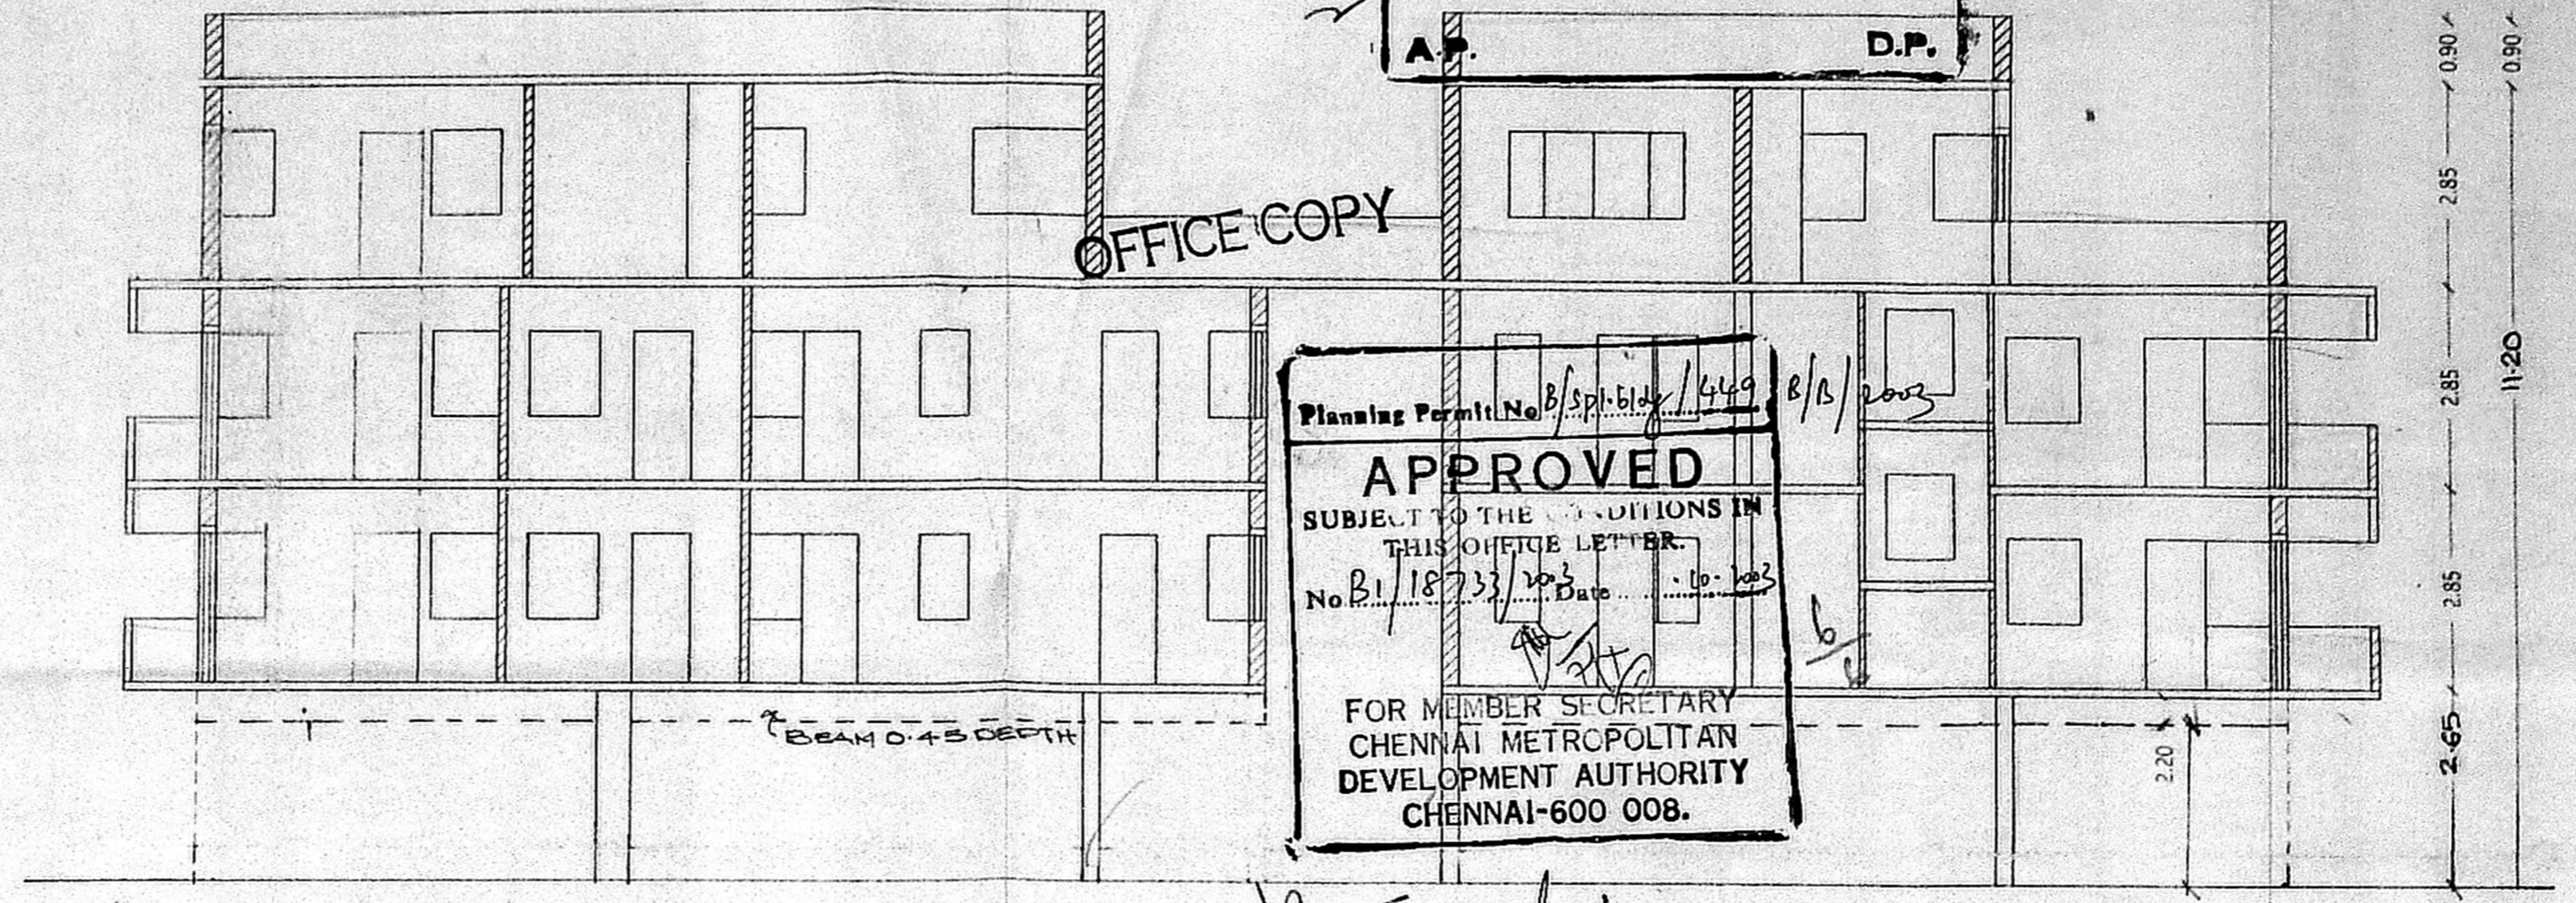 A.P. D.P.
0.90 0.90
2.85
OFFICE COPY
2.85 11.20
Planning Permit No B/spl.bldg/449 B/B/2003
APPROVED
SUBJECT TO THE CONDITIONS IN
THIS OFFICE LETTER.
No B1/18733/2003 Date .10.2003
2.85
6
FOR MEMBER SECRETARY
CHENNAI METROPOLITAN
DEVELOPMENT AUTHORITY
CHENNAI-600 008.
BEAM 0.45 DEPTH
2.20 2.65